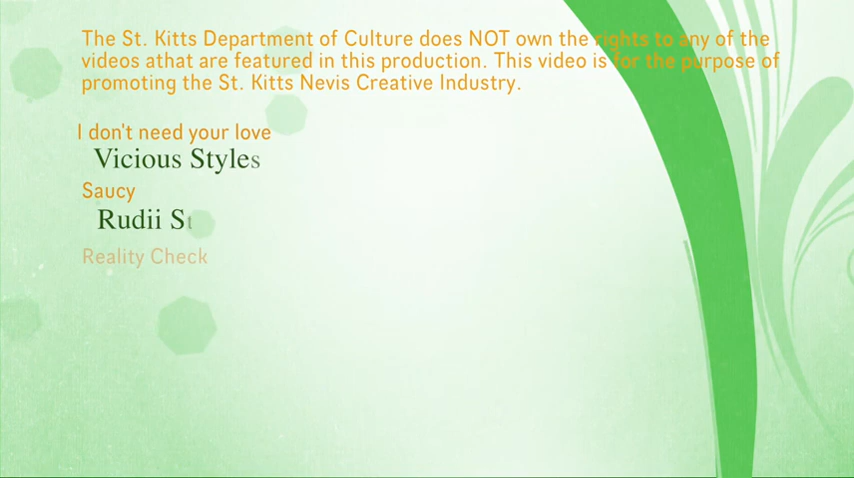 The St. Kitts Department of Culture does NOT own the rights to any of the
videos athat are featured in this production. This video is for the purpose of
promoting the St. Kitts Nevis Creative Industry.
I don't need your love
Vicious Styles
Saucy
Rudii St
Reality Check